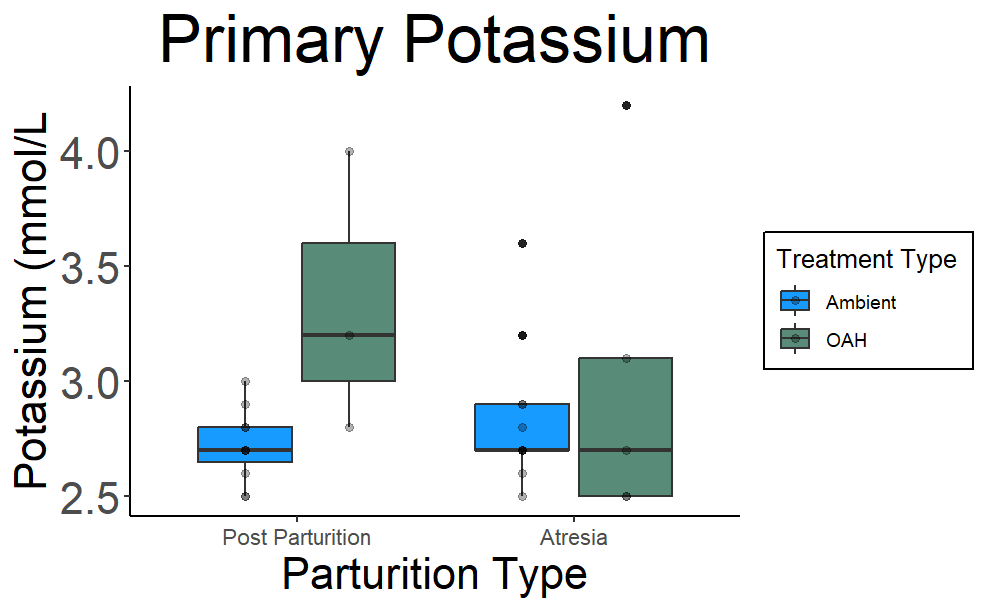 Primary Potassium
Potassium (mmol/L
4.0
3.5
3.0
2.5
Post Parturition
Atresia
Parturition Type
Treatment Type
Ambient
OAH